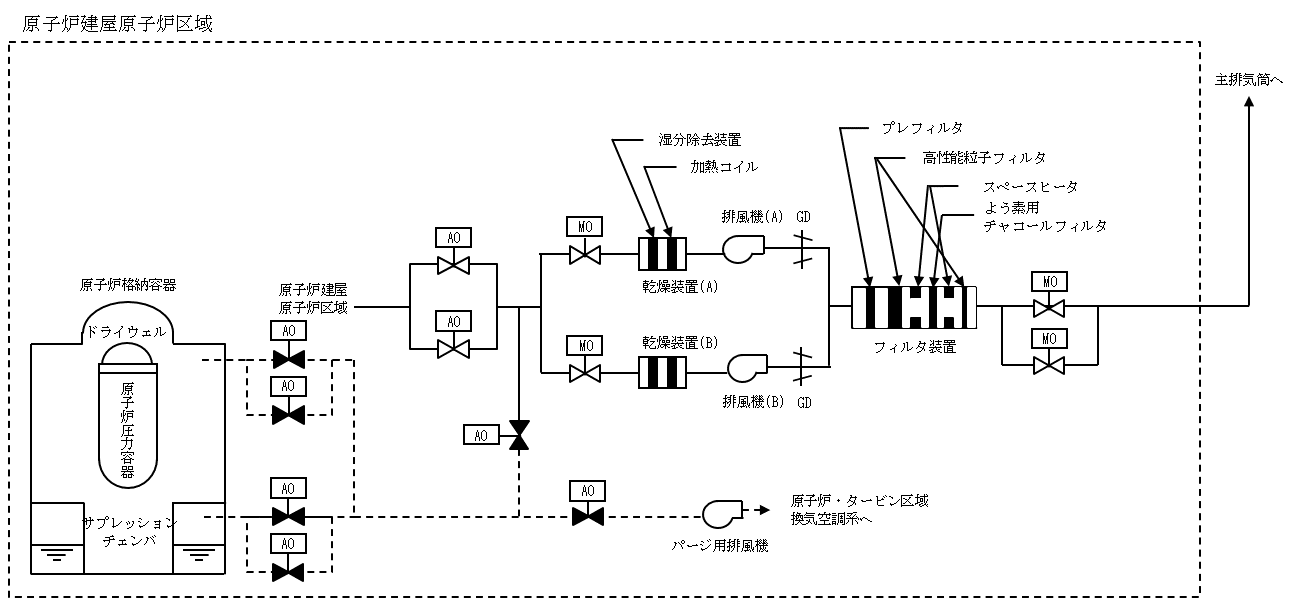 原子炉建屋原子炉区域
主排気筒へ
プレフィルタ
湿分除去装置
高性能粒子フィルタ
加熱コイル
スペースヒータ
よう素用
チャコールフィルタ
排風機(A)
GD
MO
AO
乾燥装置(A)
MO
原子炉格納容器
原子炉建屋
原子炉区域
ドライウェル
AO
AO
MO
乾燥装置(B)
フィルタ装置
MO
AO
排風機(B)
GD
原子炉圧力容器
AO
AO
AO
原子炉・タービン区域
換気空調系へ
サプレッション
チェンバ
AO
パージ用排風機